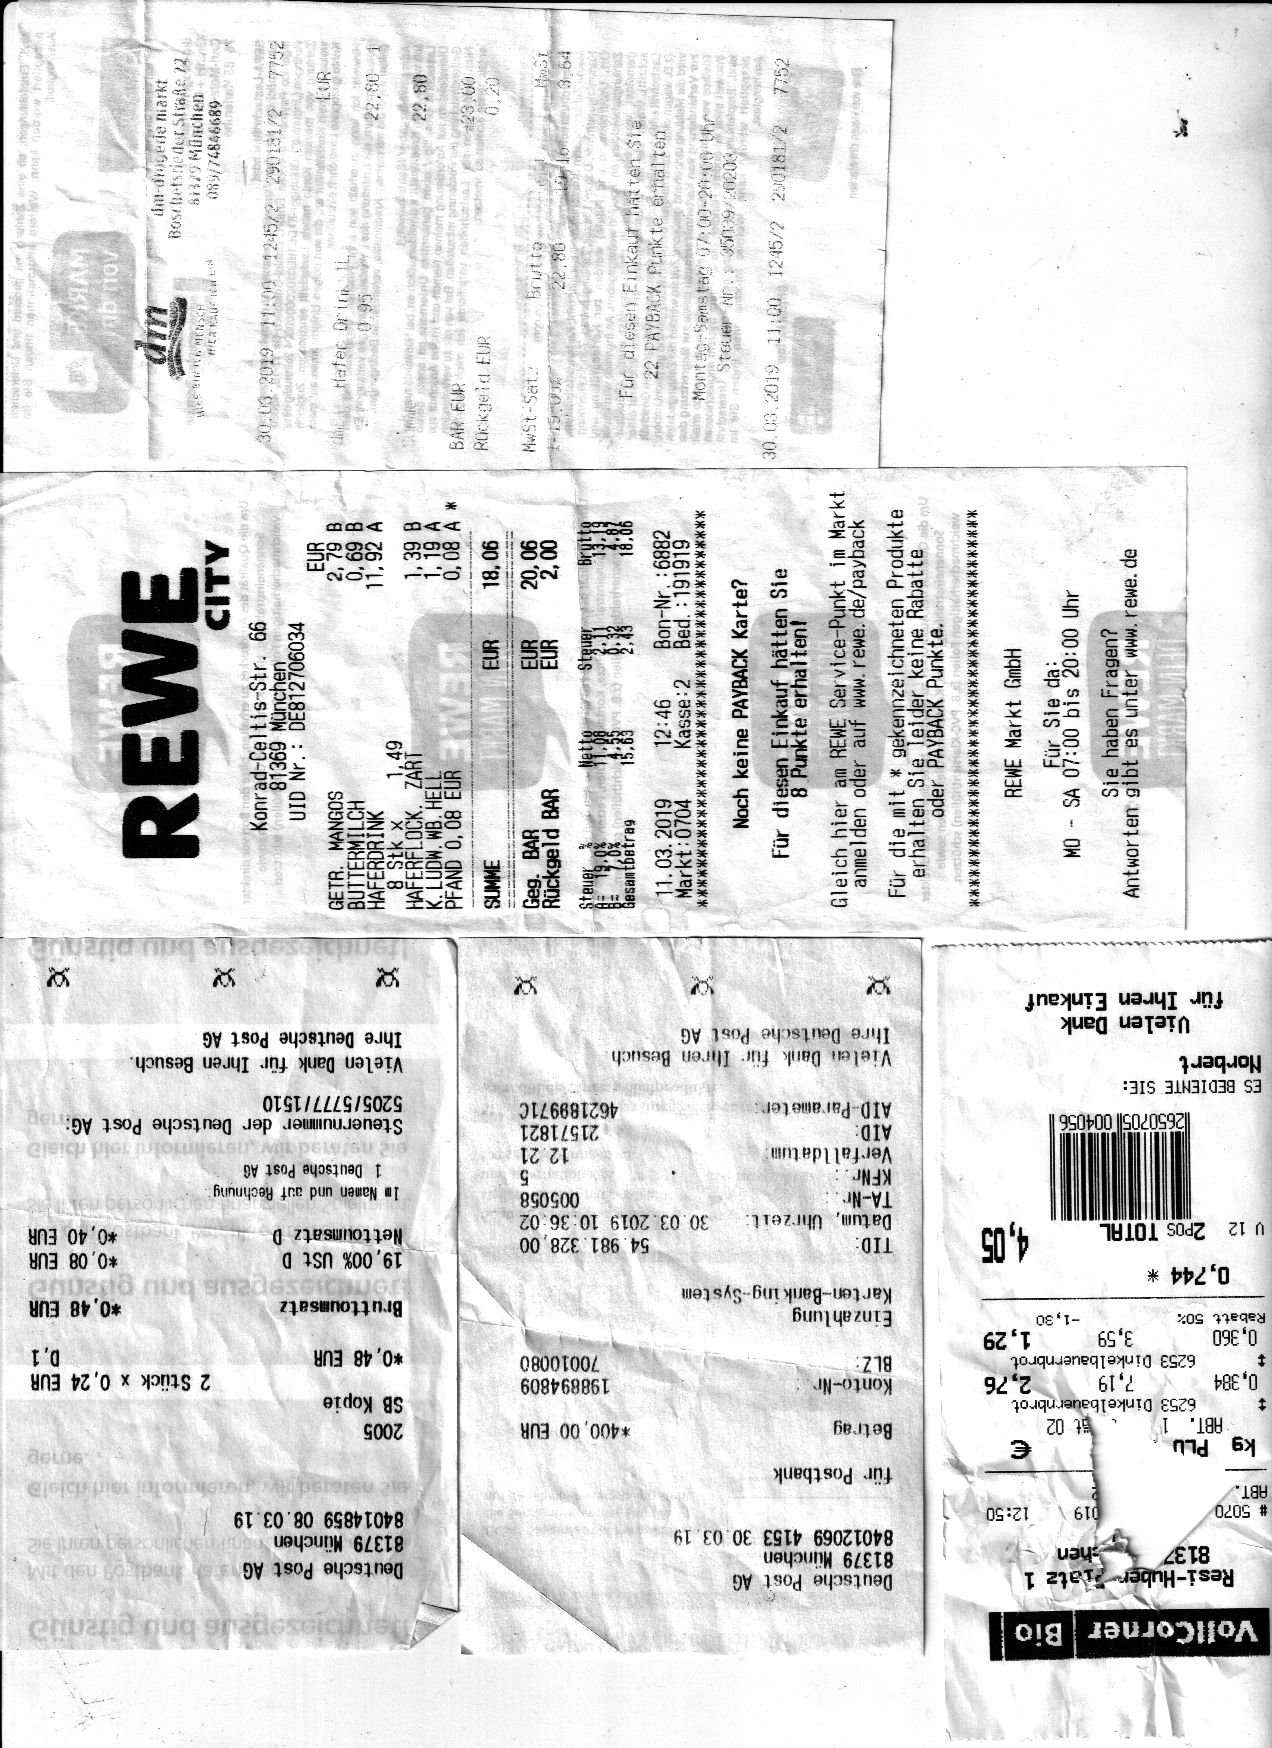 dm-drogerie markt
81379 München
089/74846689
dm
HIER BIN ICH MENSCH
HIER KAUF ICH EIN
30.03.2019 11:00 1245/2 290181/2 7752
EUR
Hafer Drink 1L
0,95 22,80 1
22,80
BAR EUR 23,00
Rückgeld EUR 0,20
MwSt-Satz Brutto MwSt
22,80 19,16 3,64
Für diesen Einkauf hätten Sie
22 PAYBACK Punkte erhalten
Montag-Samstag 07:00-20:00 Uhr
30.03.2019 11:00 1245/2 290181/2 7752
REWE
CITY
Konrad-Celtis-Str. 66
81369 München
UID Nr.: DE812706034
EUR
GETR. MANGOS 2,79 B
BUTTERMILCH 0,69 B
HAFERDRINK 11,92 A
8 Stk x 1,49
HAFERFLOCK. ZART 1,39 B
K.LUDW.WB.HELL 1,19 A
PFAND 0,08 EUR 0,08 A *
SUMME EUR 18,06
Geg. BAR EUR 20,06
Rückgeld BAR EUR 2,00
Steuer % Netto Steuer Brutto
A= 19,0% 11,08 2,11 13,19
B= 7,0% 4,55 0,32 4,87
Gesamtbetrag 15,63 2,43 18,06
11.03.2019 12:46 Bon-Nr.:6882
Markt:0704 Kasse:2 Bed.:191919
****************************************
Noch keine PAYBACK Karte?
Für diesen Einkauf hätten Sie
8 Punkte erhalten!
Gleich hier am REWE Service-Punkt im Markt
anmelden oder auf www.rewe.de/payback
Für die mit * gekennzeichneten Produkte
erhalten Sie leider keine Rabatte
oder PAYBACK Punkte.
****************************************
REWE Markt GmbH
Für Sie da:
MO - SA 07:00 bis 20:00 Uhr
Sie haben Fragen?
Antworten gibt es unter www.rewe.de
Deutsche Post AG
81379 München
84014859 08.03.19
2005
SB Kopie
2 Stück x 0,24 EUR
*0,48 EUR D,1
Bruttoumsatz *0,48 EUR
19,00% USt D *0,08 EUR
Nettoumsatz D *0,40 EUR
Im Namen und auf Rechnung
1 Deutsche Post AG
Steuernummer der Deutsche Post AG:
5205/5777/1510
Vielen Dank für Ihren Besuch.
Ihre Deutsche Post AG
Deutsche Post AG
81379 München
84012069 4153 30.03.19
für Postbank
Betrag *400,00 EUR
Konto-Nr.: 198894809
BLZ: 70010080
Einzahlung
Karten-Banking-System
TID: 54.981.328,00
Datum, Uhrzeit: 30.03.2019 10:36:02
TA-Nr.: 005058
KFNr.: 5
Verfalldatum: 12.21
AID: 21571821
AID-Parameter: 462189971C
Vielen Dank für Ihren Besuch.
Ihre Deutsche Post AG
VollCorner Bio
Resi-Huber-Platz 1
8137 chen
# 5070 019 12:50
ABT.
kg PLU €
ABT. 1 02
‡ 6253 Dinkelbauernbrot
0,384 7,19 2,76
‡ 6253 Dinkelbauernbrot
0,360 3,59 1,29
Rabatt 50% -1,30
0,744 *
U 12 2POS TOTAL 4,05
2650705 004056
ES BEDIENTE SIE:
Norbert
Vielen Dank
für Ihren Einkauf